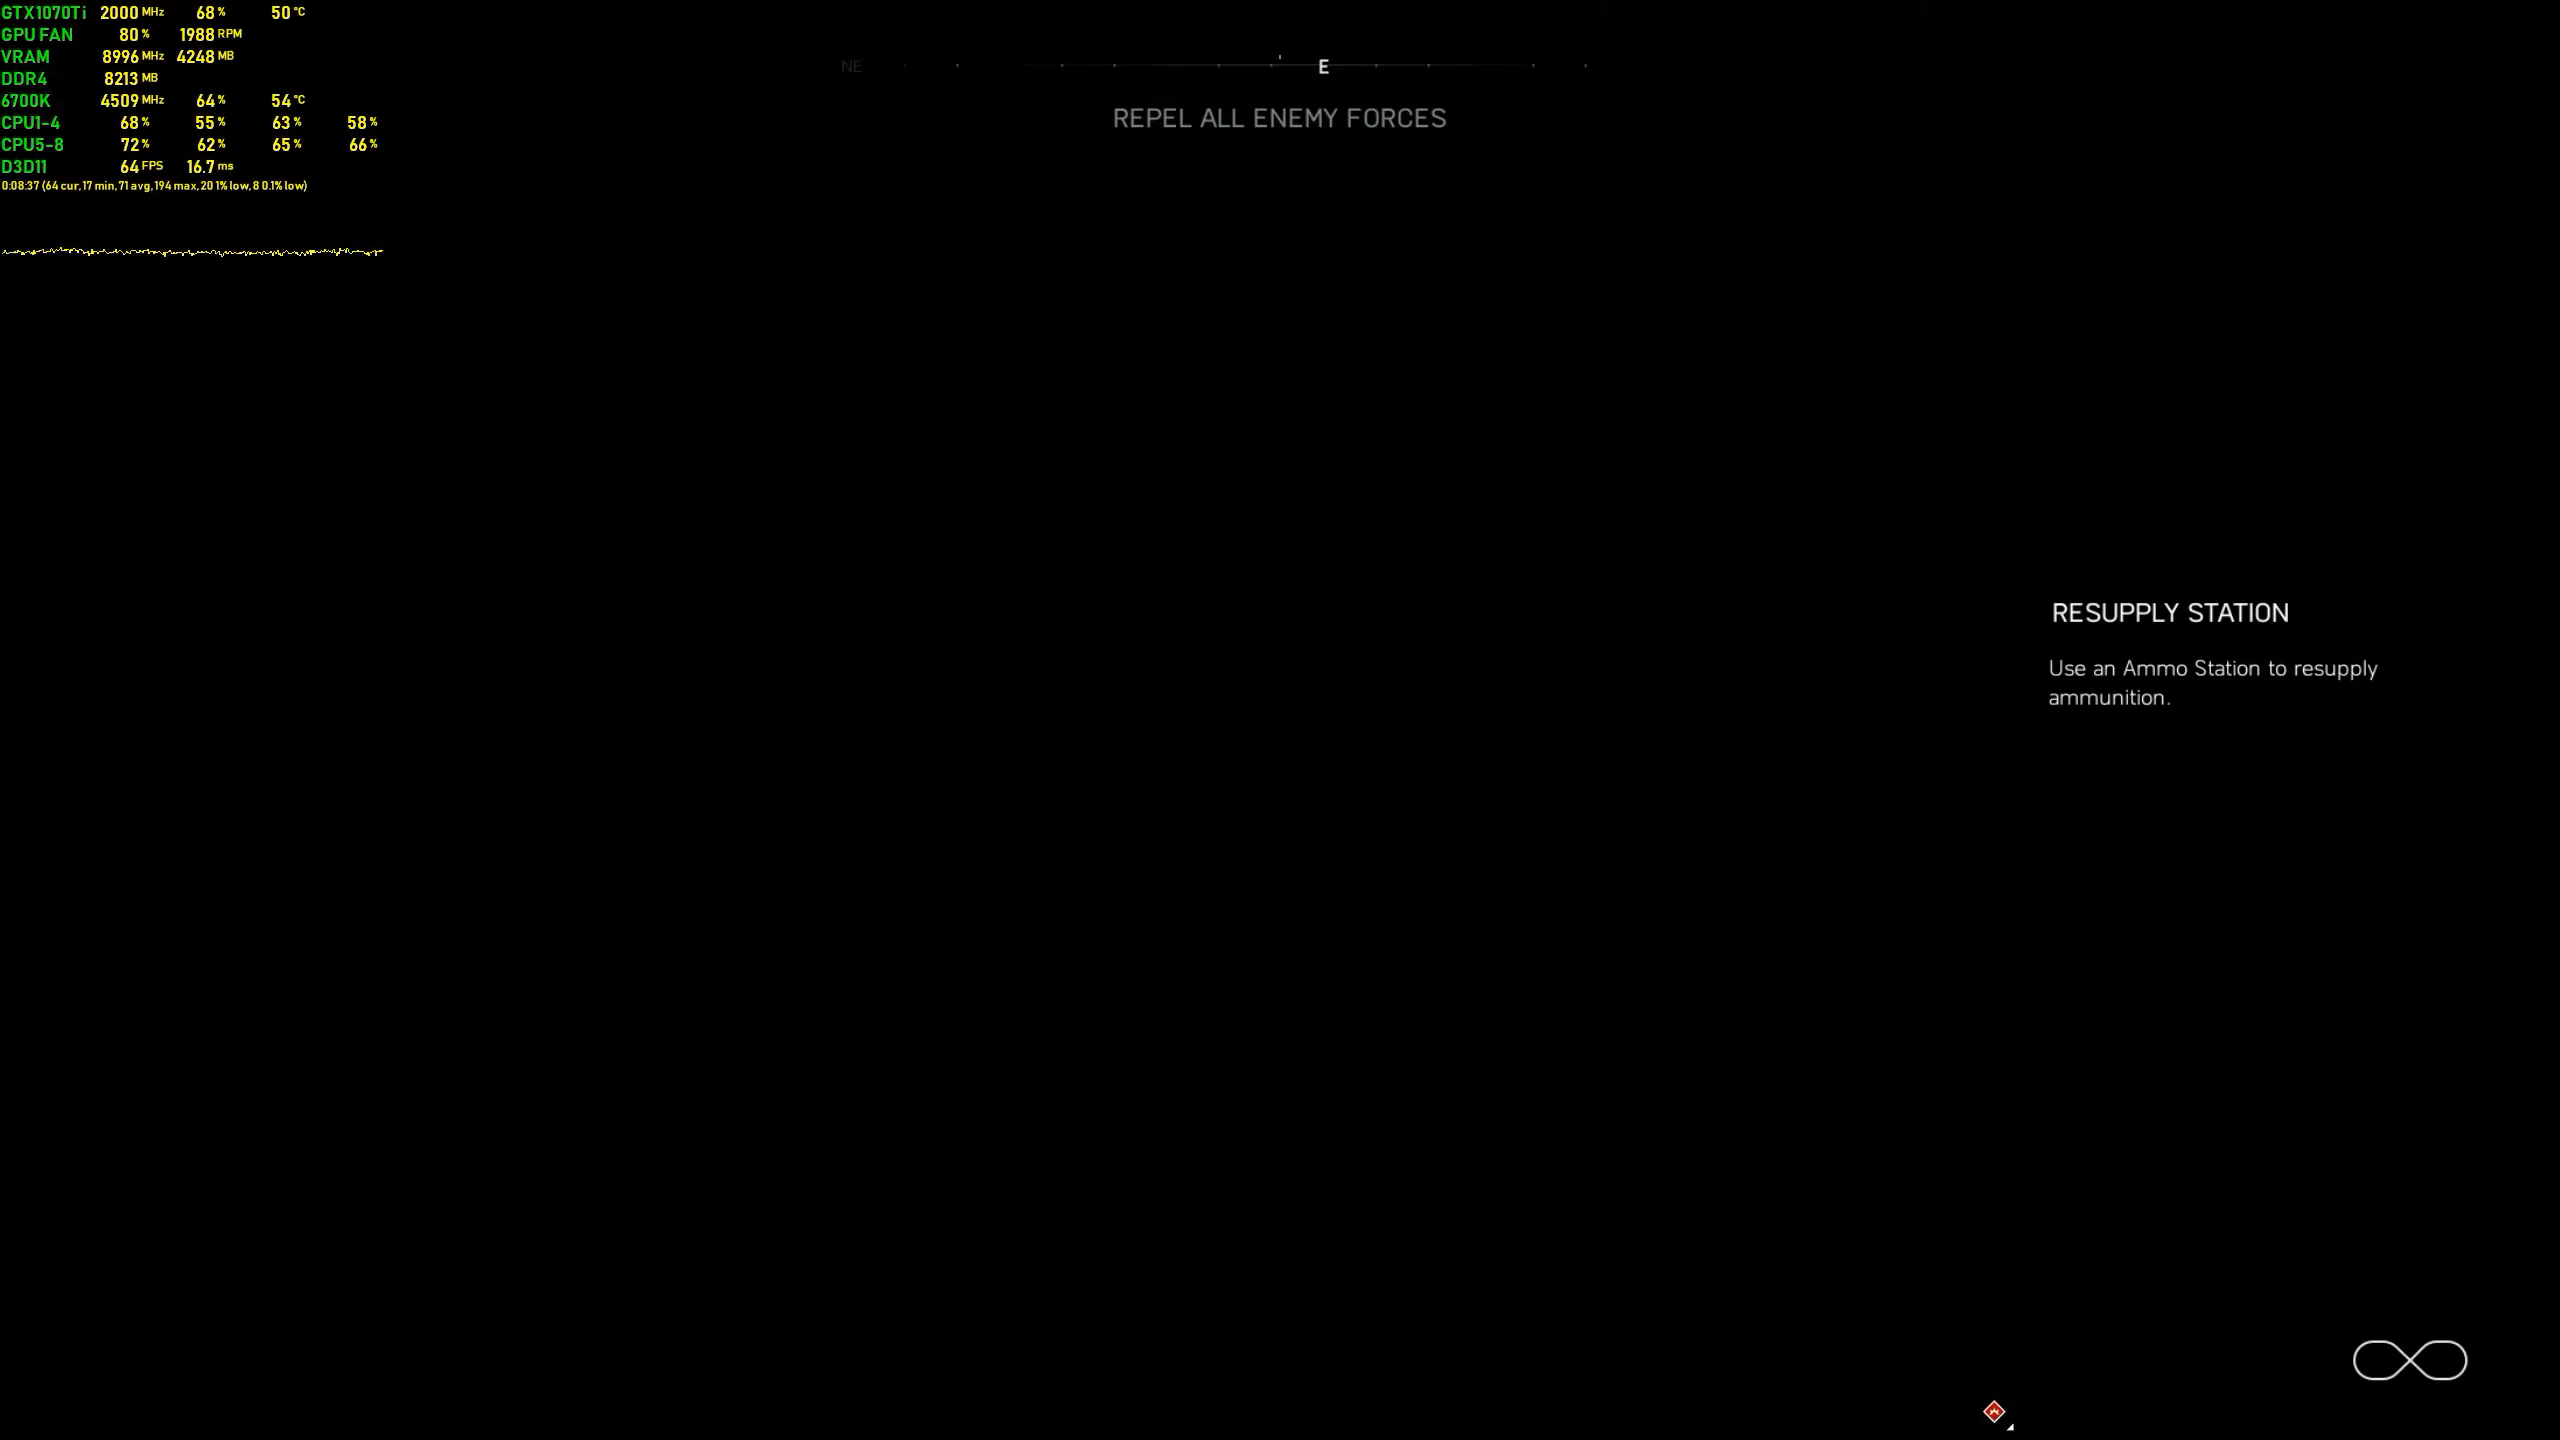 GTX1070Ti 2000 MHz 68 % 50 °C
GPU FAN 80 % 1988 RPM
VRAM 8996 MHz 4248 MB
DDR4 8213 MB
6700K 4509 MHz 64 % 54 °C
CPU1-4 68 % 55 % 63 % 58 %
CPU5-8 72 % 62 % 65 % 66 %
D3D11 64 FPS 16.7 ms
0:08:37 (64 cur, 17 min, 71 avg, 194 max, 20 1% low, 8 0.1% low)
NE E
REPEL ALL ENEMY FORCES
RESUPPLY STATION
Use an Ammo Station to resupply
ammunition.